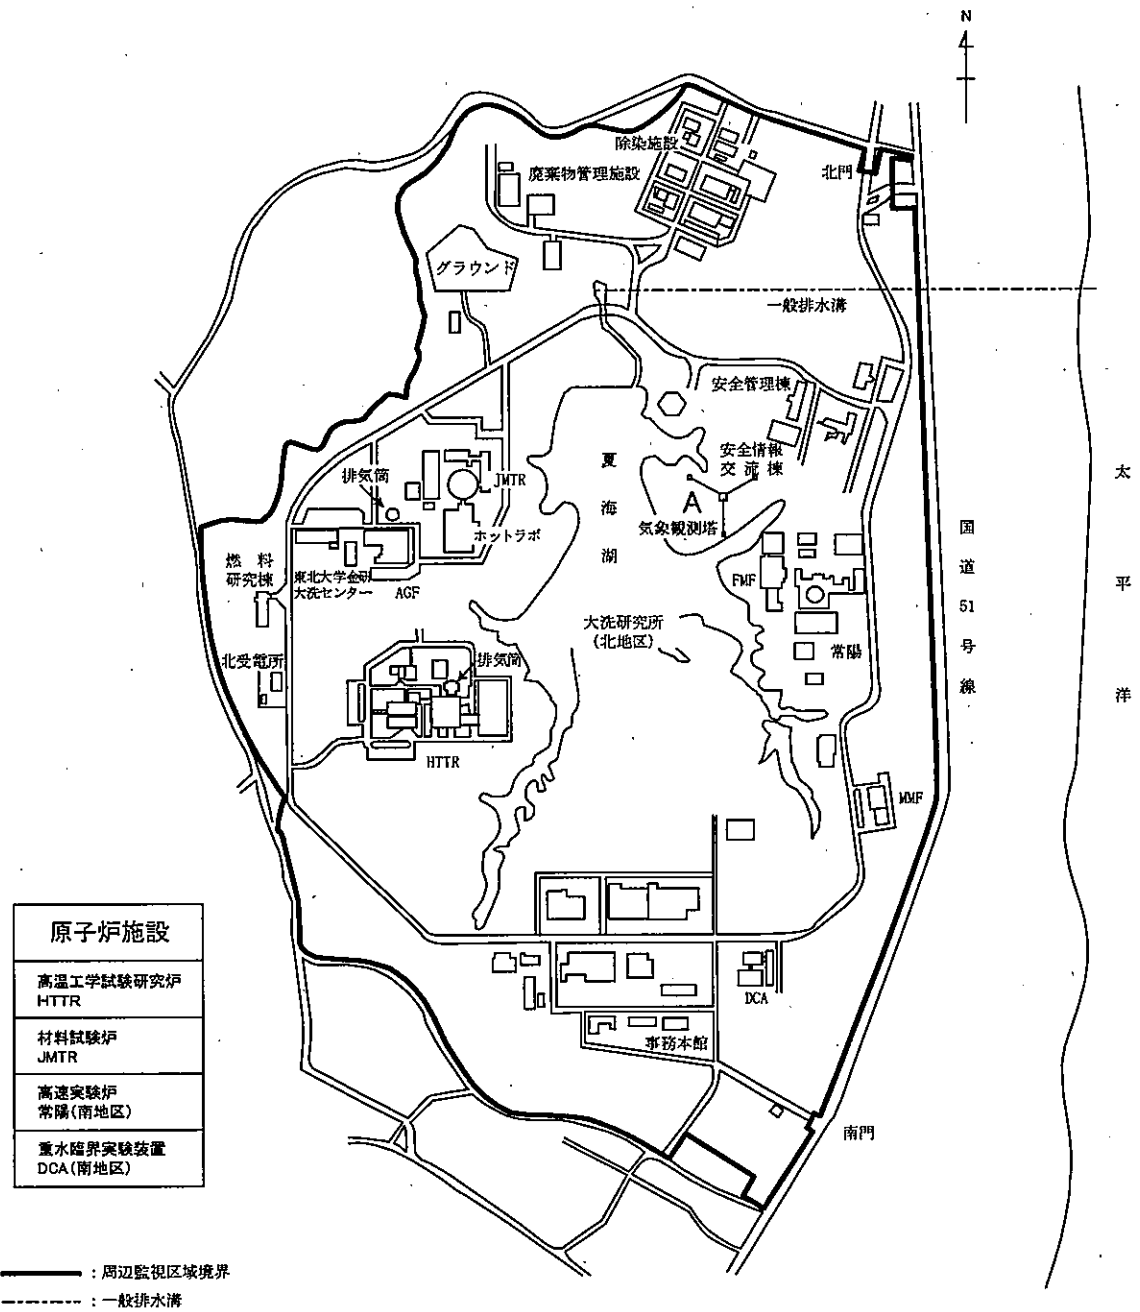 N
除染施設
廃棄物管理施設
北門
グラウンド
一般排水溝
安全管理棟
夏海湖
安全情報
交流棟
排気筒
JMTR
A
気象観測塔
ホットラボ
太平洋
国道51号線
燃料
研究棟
東北大学金研
大洗センター
AGF
FMF
大洗研究所
(北地区)
常陽
北受電所
排気筒
HTTR
MMF
原子炉施設
高温工学試験研究炉
HTTR
材料試験炉
JMTR
高速実験炉
常陽(南地区)
重水臨界実験装置
DCA(南地区)
DCA
事務本館
南門
:周辺監視区域境界
:一般排水溝